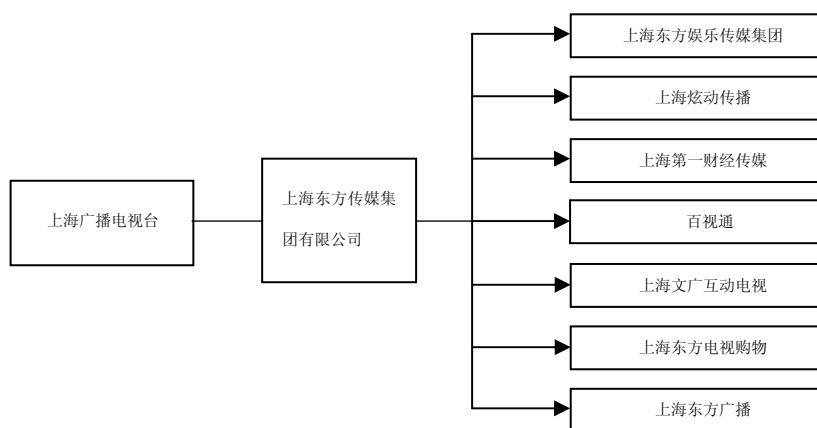 上海广播电视台
上海东方传媒集
团有限公司
上海东方娱乐传媒集团
上海炫动传播
上海第一财经传媒
百视通
上海文广互动电视
上海东方电视购物
上海东方广播